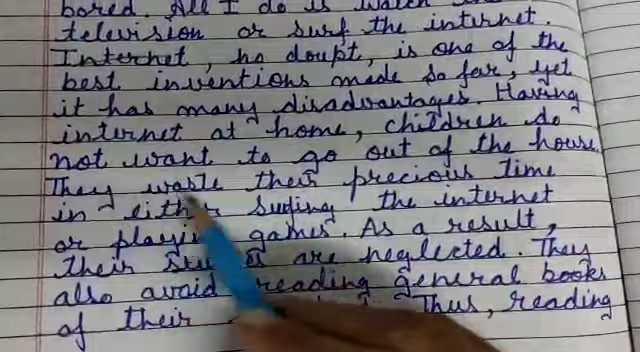 bored. All I do is watch
television or surf the internet.
Internet, no doubt, is one of the
best inventions made so far, yet
it has many disadvantages. Having
internet at home, children do
not want to go out of the house.
They waste their precious time
in either surfing the internet
or playing games. As a result,
their are neglected. They
also avoid reading general books
of their Thus, reading